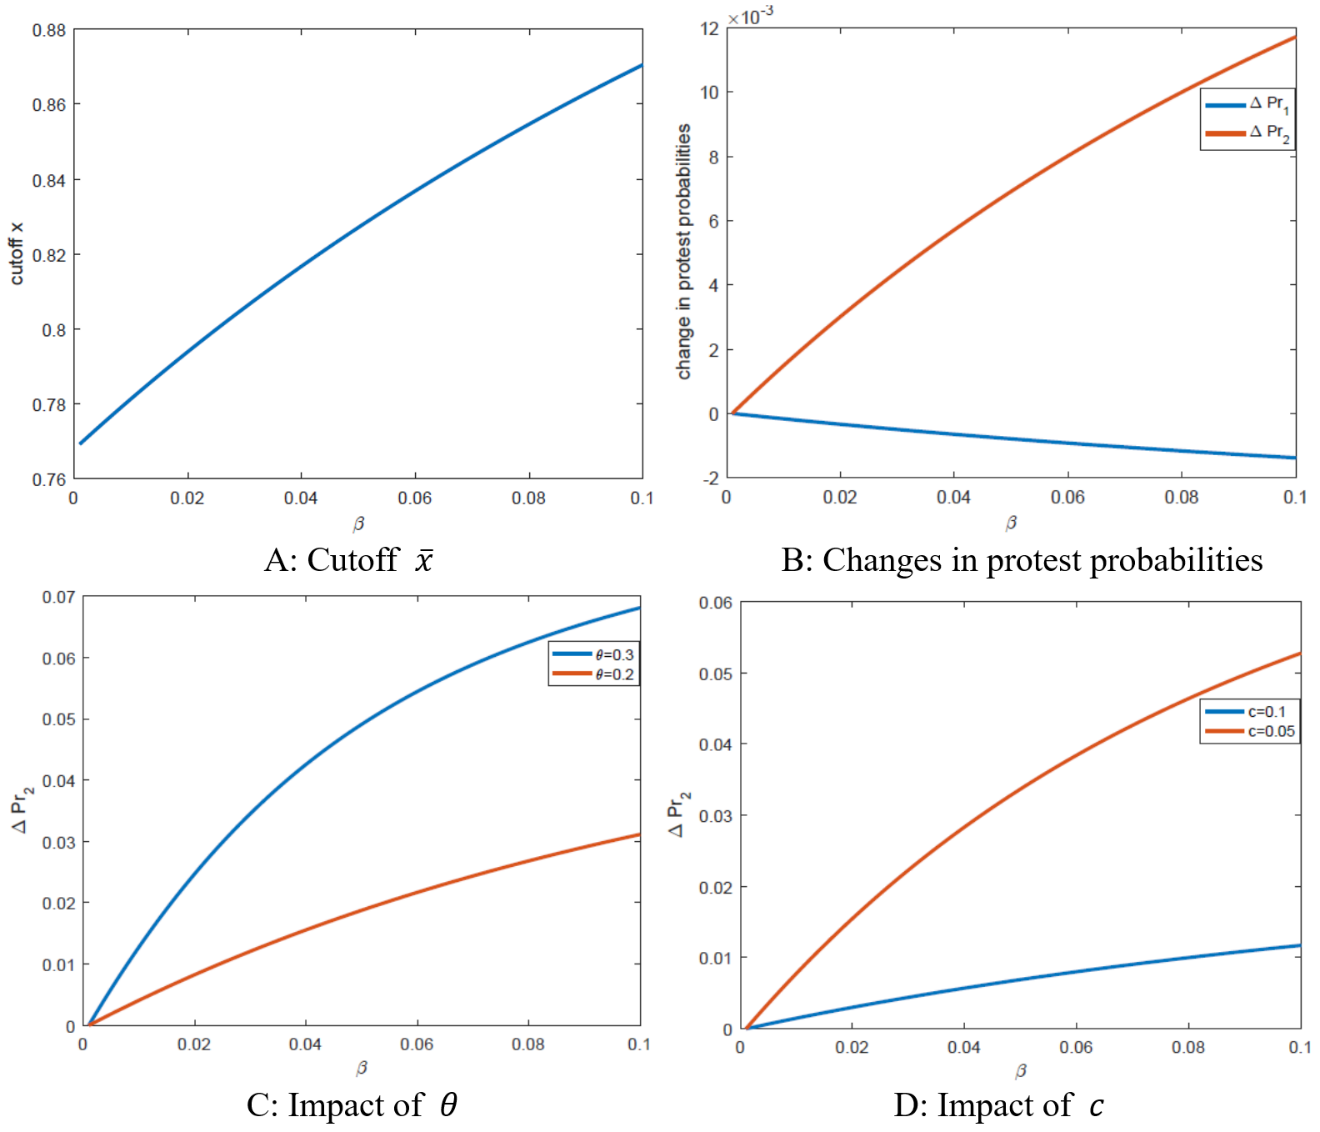 0.88
0.86
0.84
0.82
0.8
0.78
0.76
cutoff x
0 0.02 0.04 0.06 0.08 0.1
β
A: Cutoff x̄
×10⁻³
12
10
8
6
4
2
0
-2
change in protest probabilities
Δ Pr₁
Δ Pr₂
0 0.02 0.04 0.06 0.08 0.1
β
B: Changes in protest probabilities
0.07
0.06
0.05
0.04
0.03
0.02
0.01
0
Δ Pr₂
θ=0.3
θ=0.2
0 0.02 0.04 0.06 0.08 0.1
β
C: Impact of θ
0.06
0.05
0.04
0.03
0.02
0.01
0
Δ Pr₂
c=0.1
c=0.05
0 0.02 0.04 0.06 0.08 0.1
β
D: Impact of c